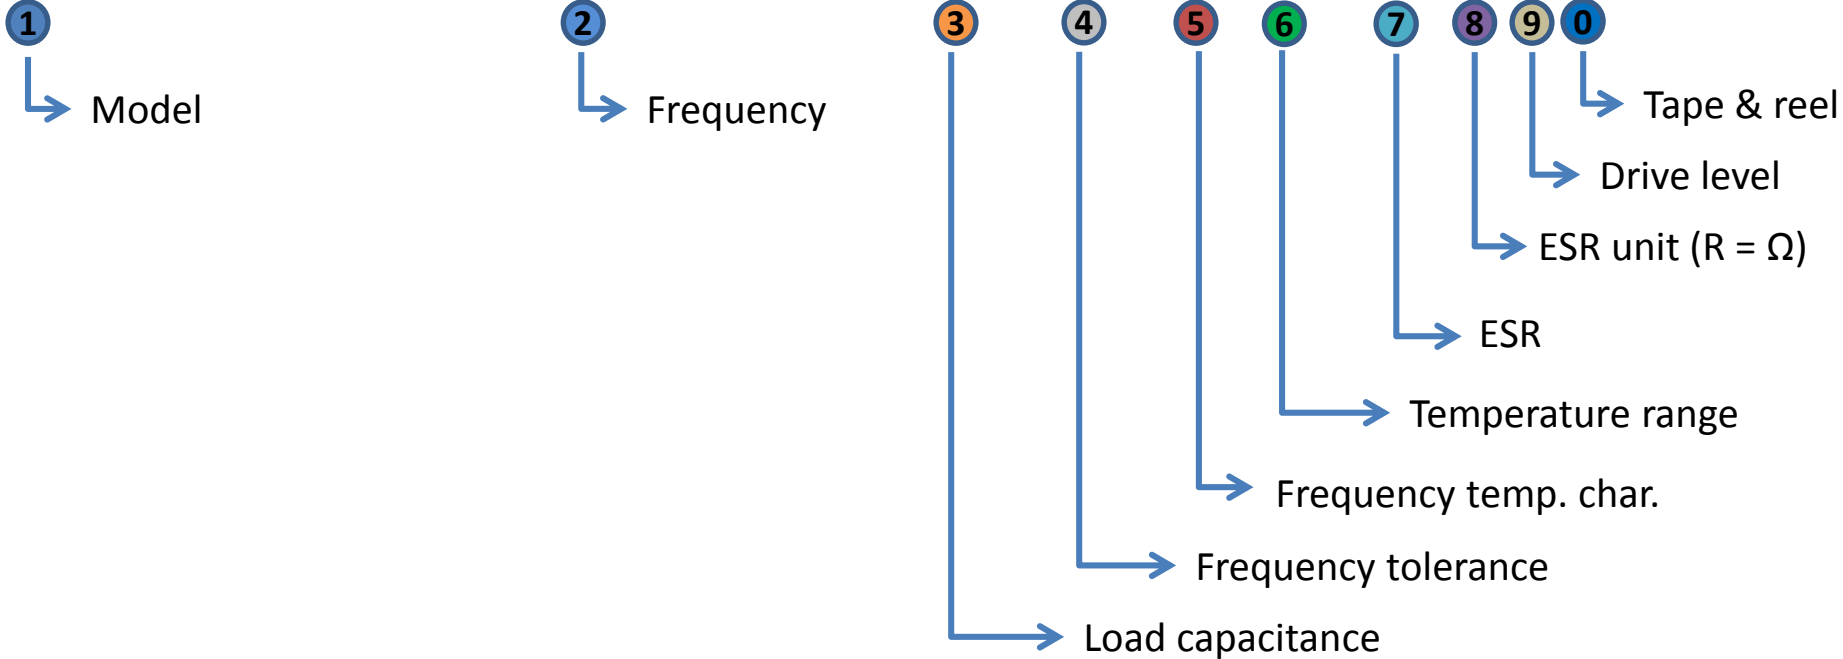 1 2 3 4 5 6 7 8 9 0
Model
Frequency
Tape & reel
Drive level
ESR unit (R = Ω)
ESR
Temperature range
Frequency temp. char.
Frequency tolerance
Load capacitance